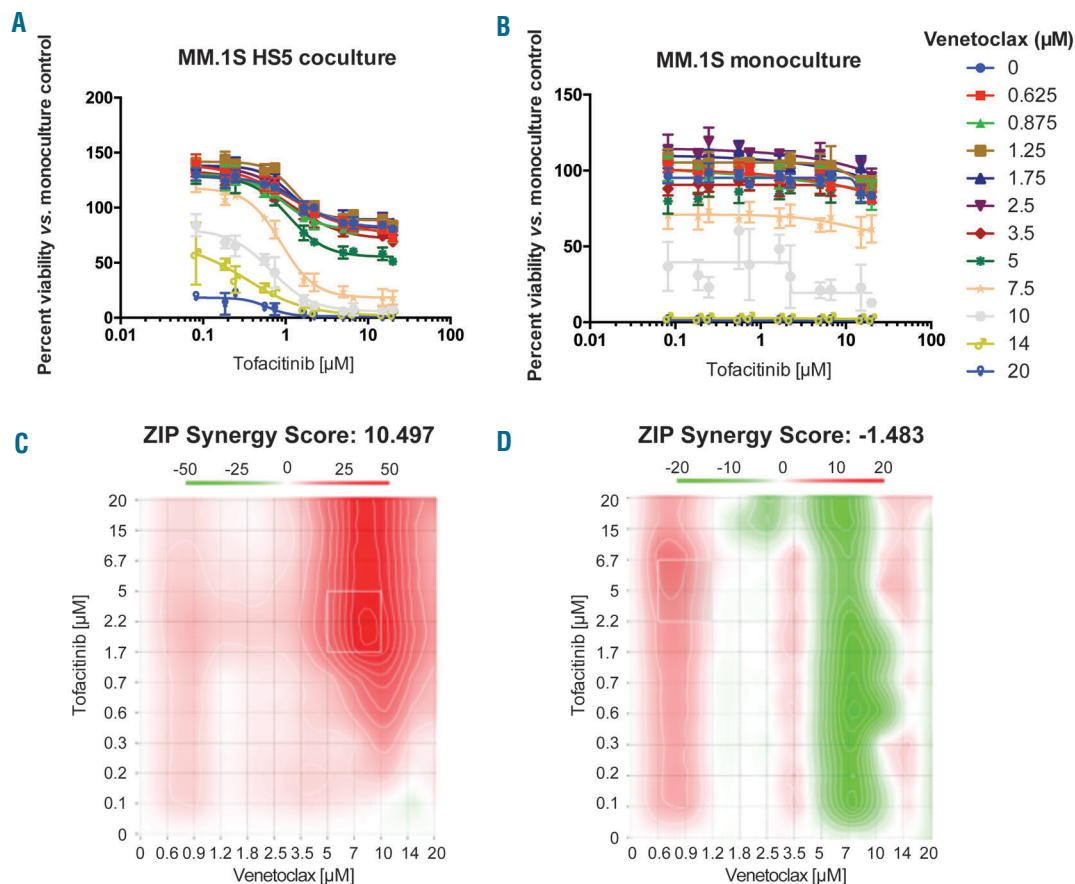 A
MM.1S HS5 coculture
Percent viability vs. monoculture control
200
150
100
50
0
0.01
0.1
1
10
100
Tofacitinib [µM]
B
MM.1S monoculture
Percent viability vs. monoculture control
150
100
50
0
0.01
0.1
1
10
100
Tofacitinib [µM]
Venetoclax (µM)
0
0.625
0.875
1.25
1.75
2.5
3.5
5
7.5
10
14
20
C
ZIP Synergy Score: 10.497
-50 -25 0 25 50
Tofacitinib [µM]
20
15
6.7
5
2.2
1.7
0.7
0.6
0.3
0.2
0.1
0
0 0.6 0.9 1.2 1.8 2.5 3.5 5 7 10 14 20
Venetoclax [µM]
D
ZIP Synergy Score: -1.483
-20 -10 0 10 20
Tofacitinib [µM]
20
15
6.7
5
2.2
1.7
0.7
0.6
0.3
0.2
0.1
0
0 0.6 0.9 1.2 1.8 2.5 3.5 5 7 10 14 20
Venetoclax [µM]